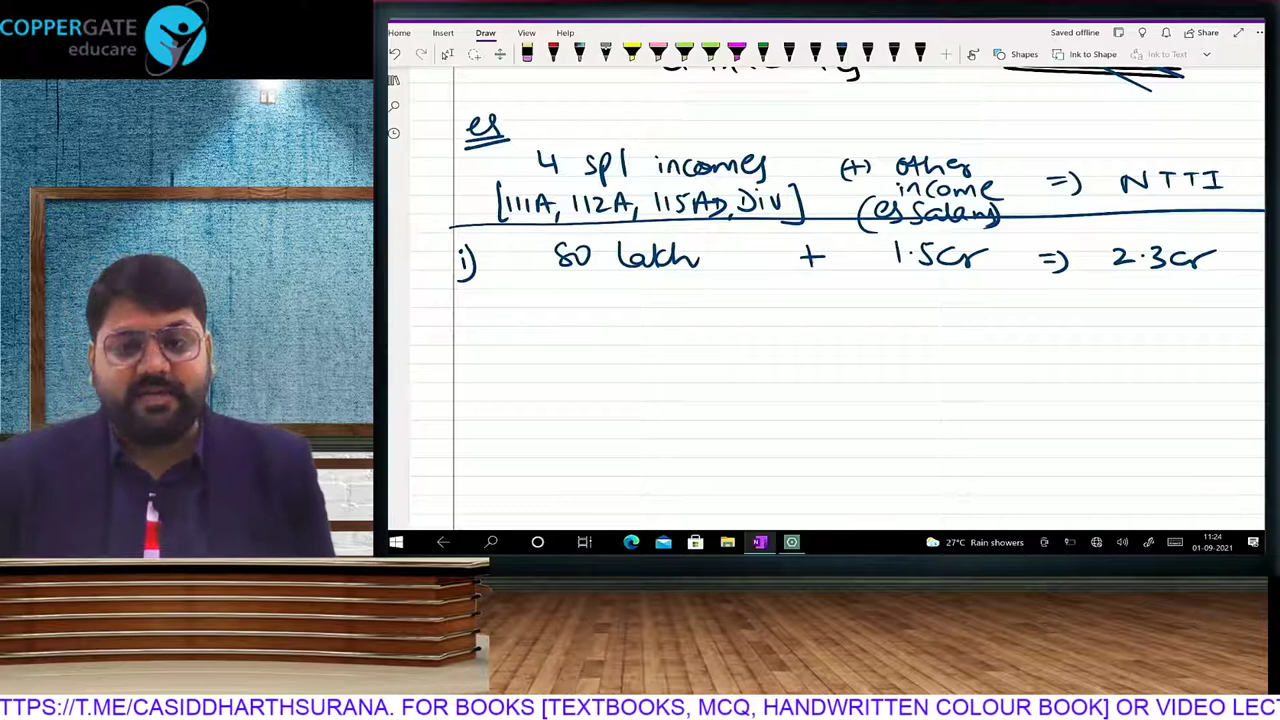 COPPERGATE
educare
Home Insert Draw View Help
Saved offline
Share
Shapes
Ink to Shape
Ink to Text
es
4 spl incomes (+) other income => NTTI
[111A, 112A, 115AD, Div] (es Salary)
i) 80 lakh + 1.5cr => 2.3cr
27°C Rain showers
11:24
01-09-2021
TTPS://T.ME/CASIDDHARTHSURANA. FOR BOOKS [TEXTBOOKS, MCQ, HANDWRITTEN COLOUR BOOK] OR VIDEO LEC